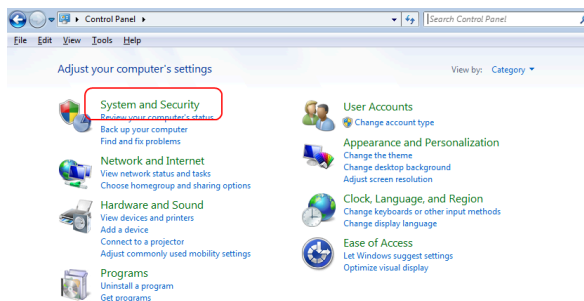 Control Panel
Search Control Panel
File Edit View Tools Help
Adjust your computer's settings
View by: Category
System and Security
Review your computer's status
Back up your computer
Find and fix problems
Network and Internet
View network status and tasks
Choose homegroup and sharing options
Hardware and Sound
View devices and printers
Add a device
Connect to a projector
Adjust commonly used mobility settings
Programs
Uninstall a program
Get programs
User Accounts
Change account type
Appearance and Personalization
Change the theme
Change desktop background
Adjust screen resolution
Clock, Language, and Region
Change keyboards or other input methods
Change display language
Ease of Access
Let Windows suggest settings
Optimize visual display